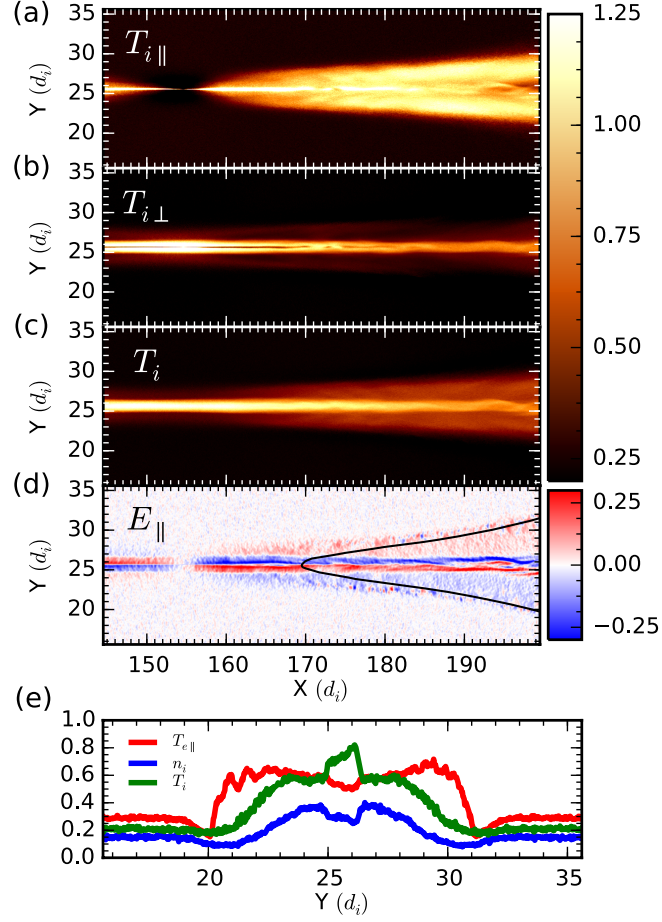 (a)
T_{i∥}
35
30
25
20
Y (d_i)
1.25
1.00
0.75
0.50
0.25
(b)
T_{i⊥}
35
30
25
20
Y (d_i)
(c)
T_i
35
30
25
20
Y (d_i)
(d)
E_∥
35
30
25
20
Y (d_i)
0.25
0.00
−0.25
150 160 170 180 190
X (d_i)
(e)
1.0
0.8
0.6
0.4
0.2
0.0
T_{e∥}
n_i
T_i
20 25 30 35
Y (d_i)